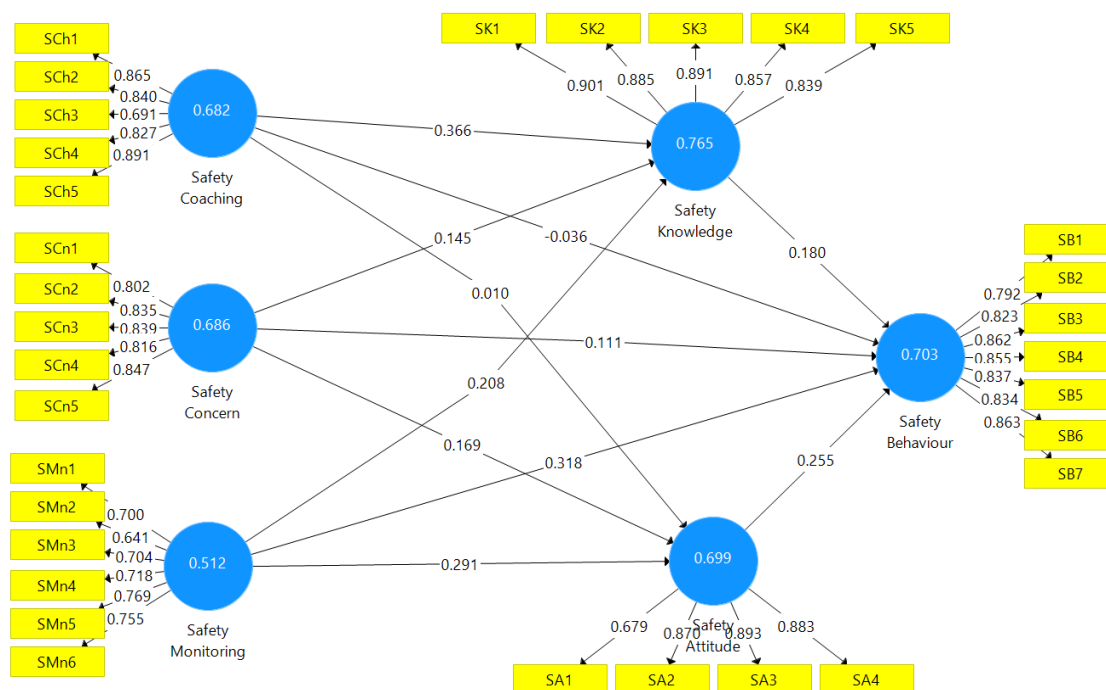 SK1
SK2
SK3
SK4
SK5
0.901
0.885
0.891
0.857
0.839
SCh1
SCh2
SCh3
SCh4
SCh5
0.865
0.840
0.691
0.827
0.891
0.682
Safety
Coaching
0.366
0.765
Safety
Knowledge
SCn1
SCn2
SCn3
SCn4
SCn5
0.802
0.835
0.839
0.816
0.847
0.686
Safety
Concern
0.145
-0.036
0.010
0.180
0.111
0.208
0.169
0.318
0.255
0.291
SB1
SB2
SB3
SB4
SB5
SB6
SB7
0.792
0.823
0.862
0.855
0.837
0.834
0.863
0.703
Safety
Behaviour
SMn1
SMn2
SMn3
SMn4
SMn5
SMn6
0.700
0.641
0.704
0.718
0.769
0.755
0.512
Safety
Monitoring
0.699
Safety
Attitude
0.679
0.870
0.893
0.883
SA1
SA2
SA3
SA4